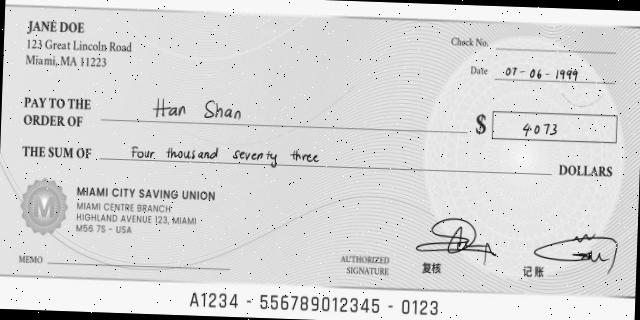 JANE DOE
123 Great Lincoln Road
Miami, MA 11223
Check No.
Date 07-06-1999
PAY TO THE
ORDER OF Han Shan
$ 4073
THE SUM OF Four thousand seventy three DOLLARS
M
MIAMI CITY SAVING UNION
MIAMI CENTRE BRANCH
HIGHLAND AVENUE 123, MIAMI
M56 7S - USA
MEMO
AUTHORIZED
SIGNATURE
复核
记账
A1234 - 556789012345 - 0123